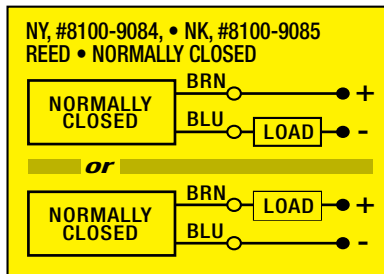 NY, #8100-9084, • NK, #8100-9085
REED • NORMALLY CLOSED
BRN
+
NORMALLY
CLOSED
BLU
LOAD
-
or
BRN
LOAD
+
NORMALLY
CLOSED
BLU
-